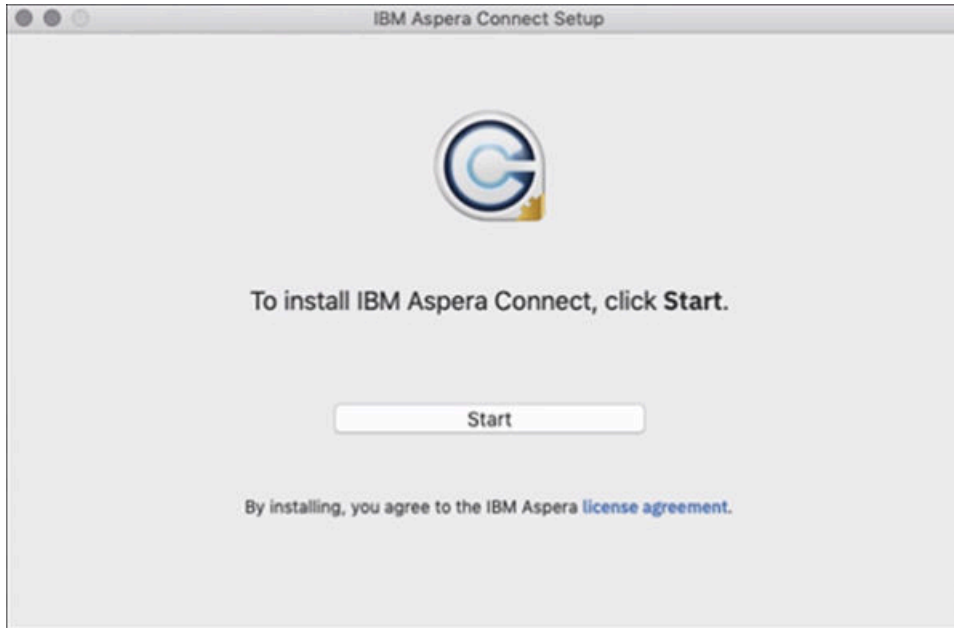 IBM Aspera Connect Setup
To install IBM Aspera Connect, click Start.
Start
By installing, you agree to the IBM Aspera license agreement.